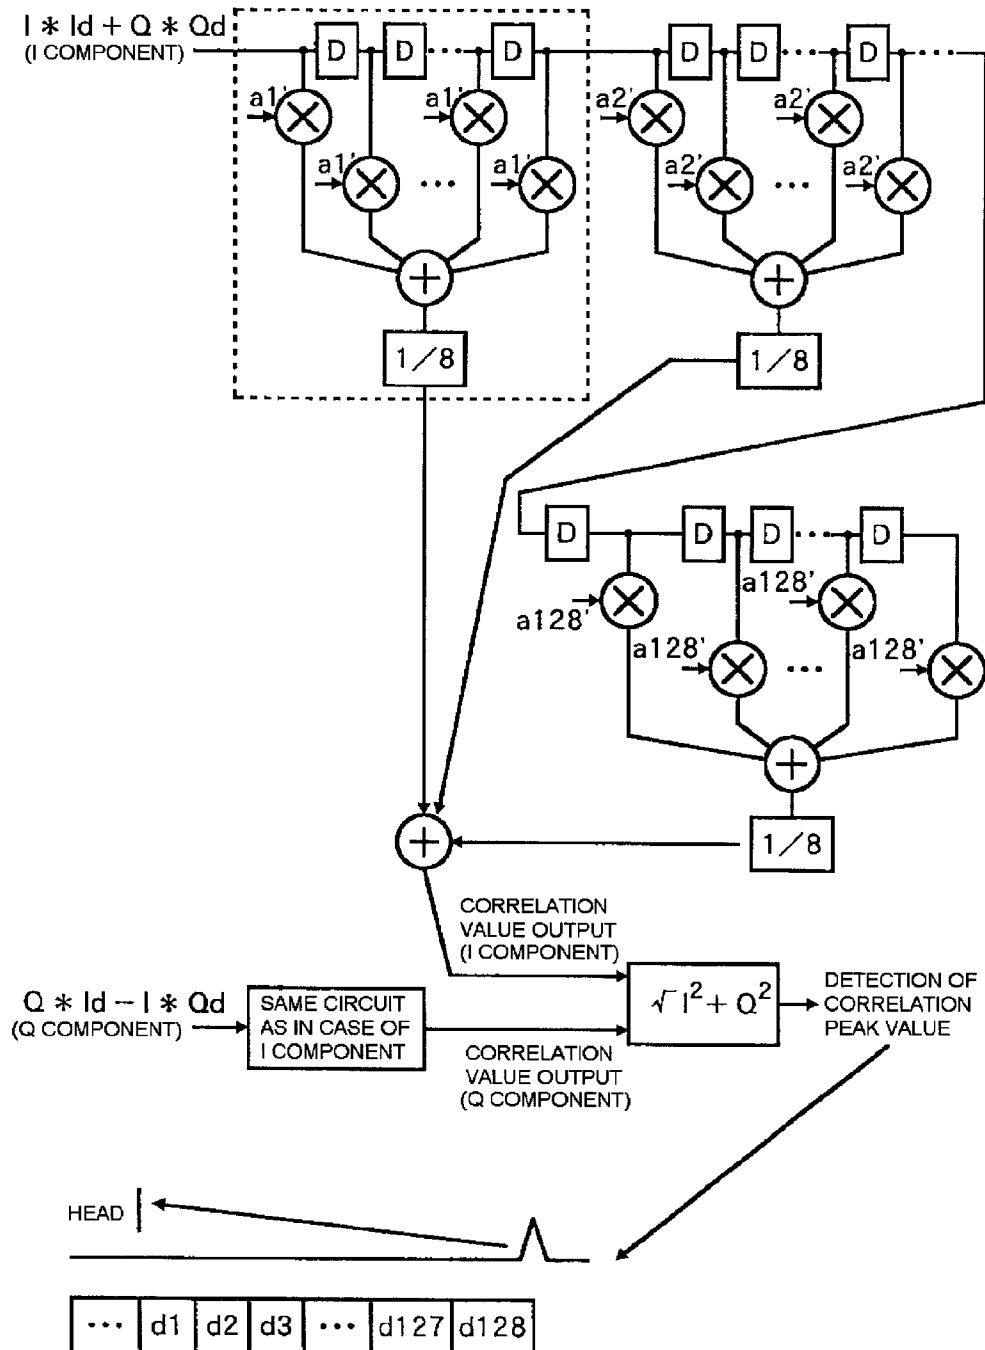 I * Id + Q * Qd
(I COMPONENT)
D D ... D D D ... D ...
a1' a1' a2' a2'
a1' ... a1' a2' ... a2'
+ +
1/8 1/8
D D D ... D
a128' a128'
a128' ... a128'
+
1/8
+
CORRELATION
VALUE OUTPUT
(I COMPONENT)
Q * Id − I * Qd
(Q COMPONENT)
SAME CIRCUIT
AS IN CASE OF
I COMPONENT
CORRELATION
VALUE OUTPUT
(Q COMPONENT)
√I² + Q²
DETECTION OF
CORRELATION
PEAK VALUE
HEAD
... d1 d2 d3 ... d127 d128